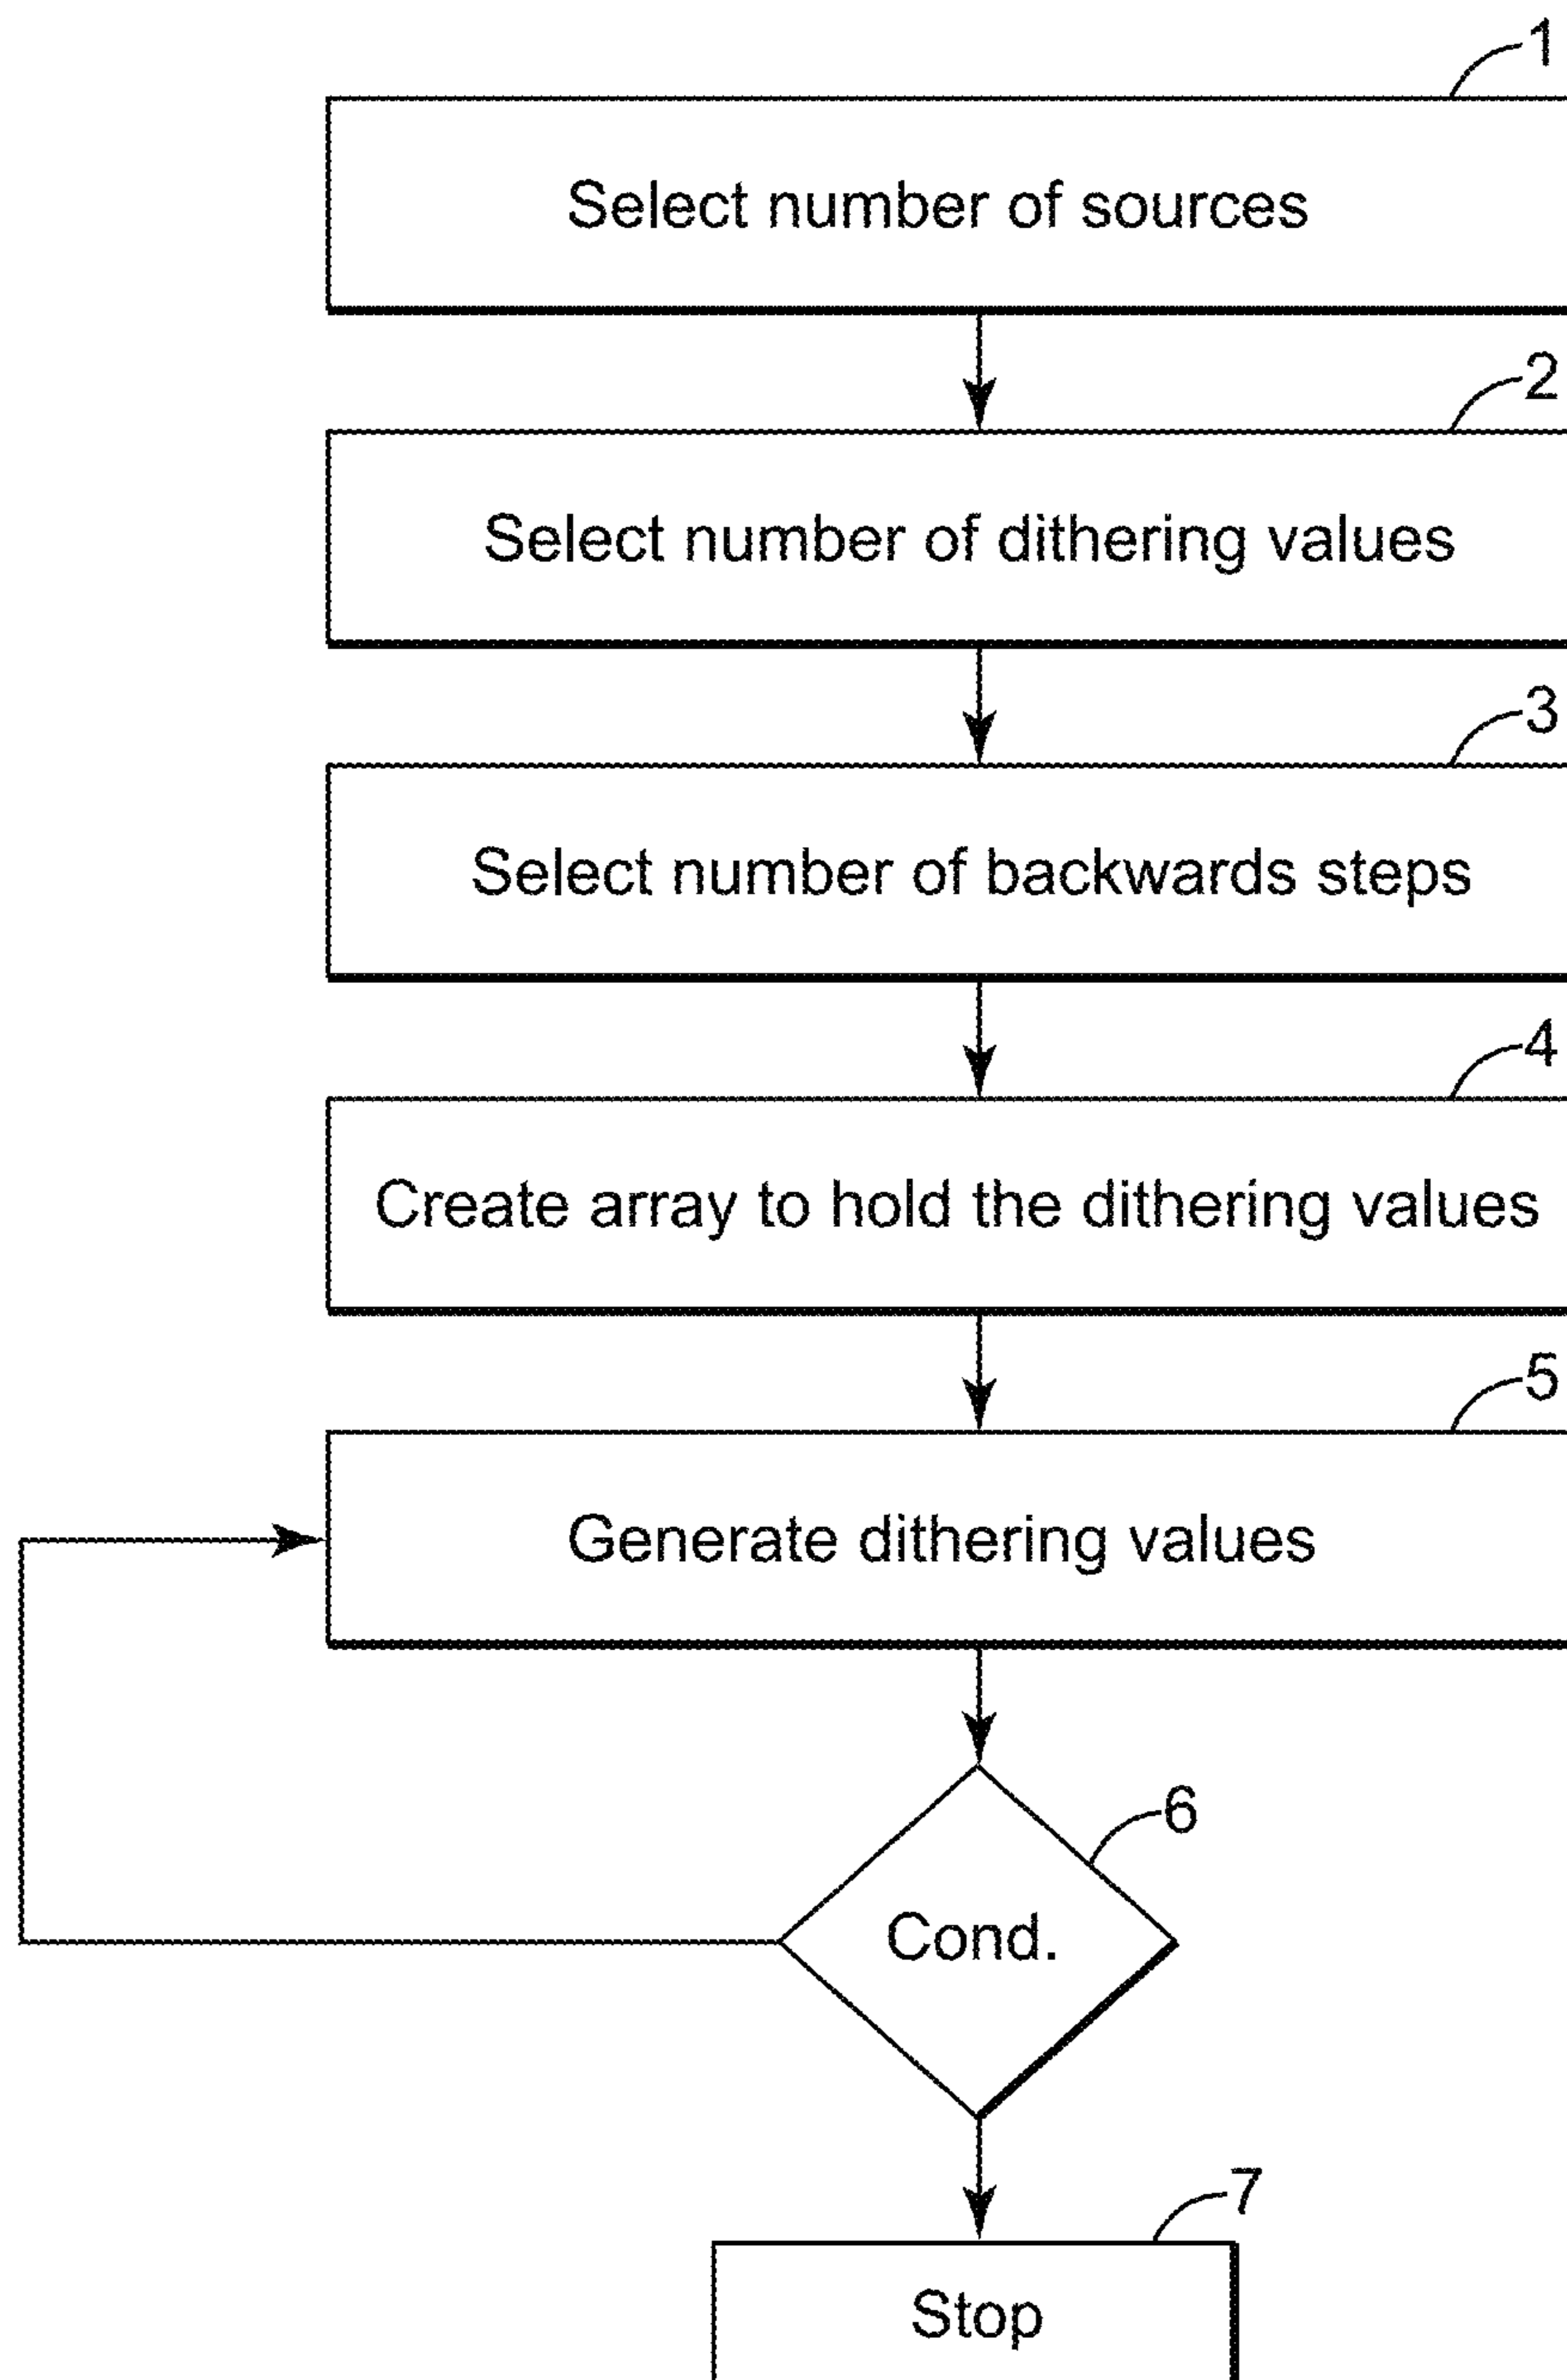 1
Select number of sources
2
Select number of dithering values
3
Select number of backwards steps
4
Create array to hold the dithering values
5
Generate dithering values
6
Cond.
7
Stop